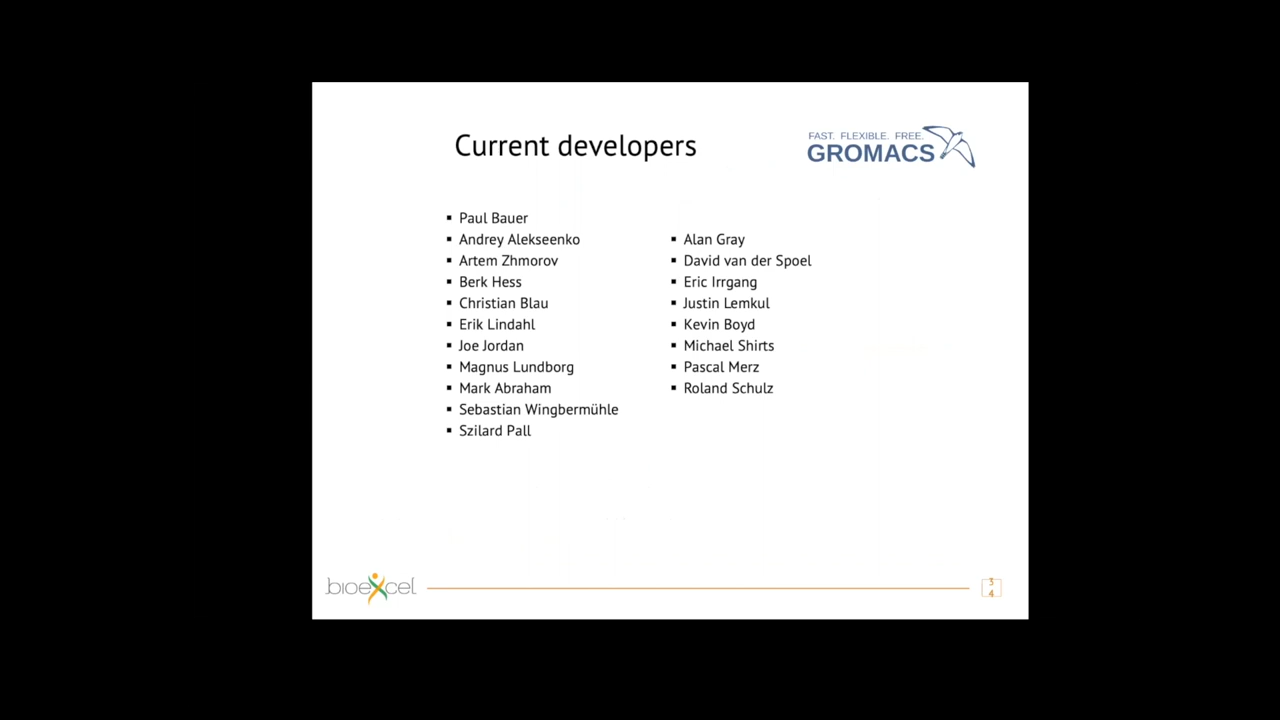 Current developers
FAST. FLEXIBLE. FREE.
GROMACS
▪ Paul Bauer
▪ Andrey Alekseenko
▪ Artem Zhmorov
▪ Berk Hess
▪ Christian Blau
▪ Erik Lindahl
▪ Joe Jordan
▪ Magnus Lundborg
▪ Mark Abraham
▪ Sebastian Wingbermühle
▪ Szilard Pall
▪ Alan Gray
▪ David van der Spoel
▪ Eric Irrgang
▪ Justin Lemkul
▪ Kevin Boyd
▪ Michael Shirts
▪ Pascal Merz
▪ Roland Schulz
bioexcel
3
4